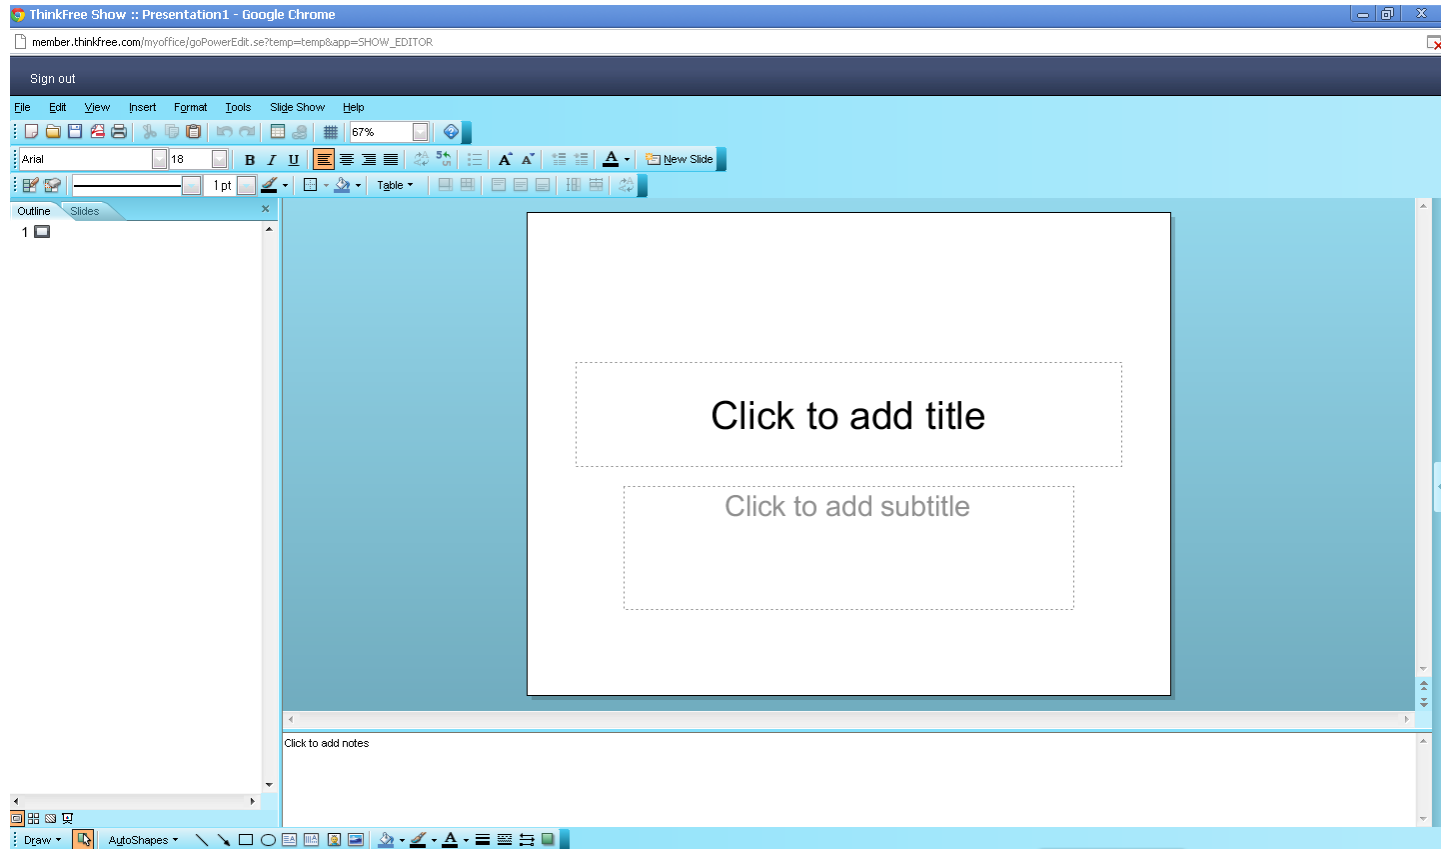 ThinkFree Show :: Presentation1 - Google Chrome
member.thinkfree.com/myoffice/goPowerEdit.se?temp=temp&app=SHOW_EDITOR
Sign out
File Edit View Insert Format Tools Slide Show Help
67%
Arial 18 B I U A A A New Slide
1 pt Table
Outline Slides
1
Click to add title
Click to add subtitle
Click to add notes
Draw AutoShapes A